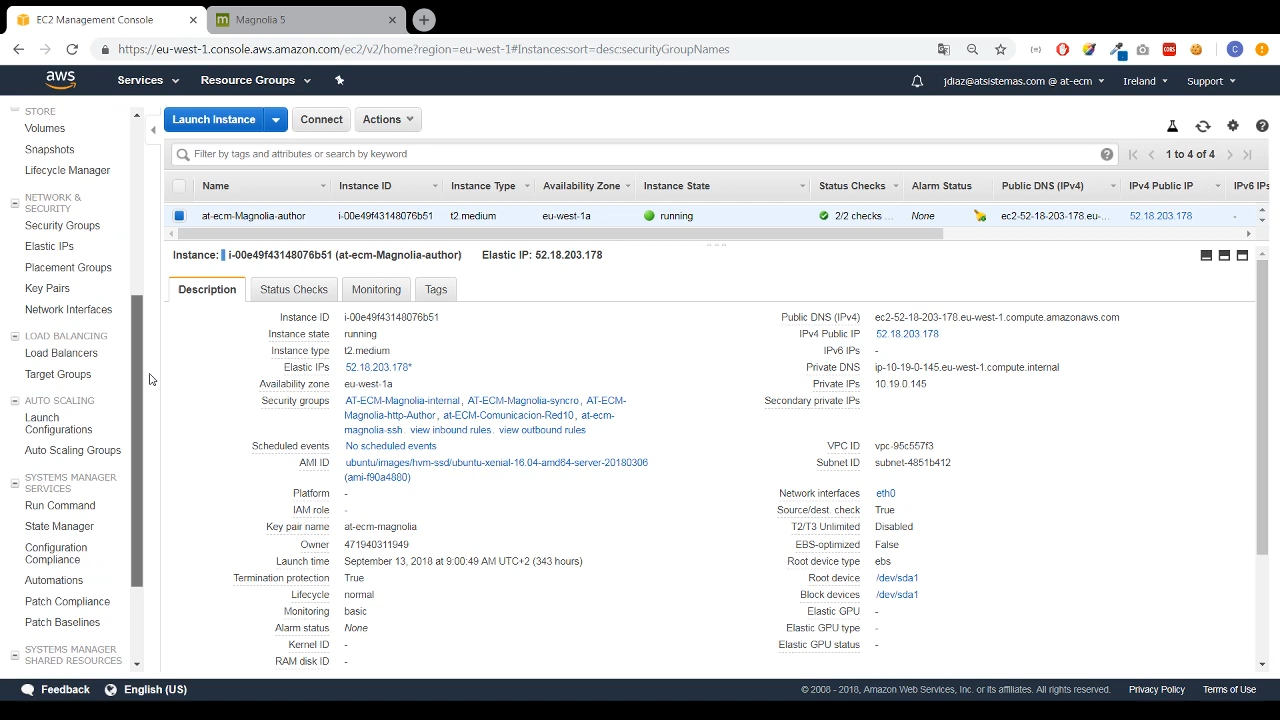 EC2 Management Console
Magnolia 5
https://eu-west-1.console.aws.amazon.com/ec2/v2/home?region=eu-west-1#Instances:sort=desc:securityGroupNames
aws
Services
Resource Groups
jdiaz@atsistemas.com @ at-ecm
Ireland
Support
STORE
Volumes
Snapshots
Lifecycle Manager
NETWORK &
SECURITY
Security Groups
Elastic IPs
Placement Groups
Key Pairs
Network Interfaces
LOAD BALANCING
Load Balancers
Target Groups
AUTO SCALING
Launch
Configurations
Auto Scaling Groups
SYSTEMS MANAGER
SERVICES
Run Command
State Manager
Configuration
Compliance
Automations
Patch Compliance
Patch Baselines
SYSTEMS MANAGER
SHARED RESOURCES
Launch Instance
Connect
Actions
Filter by tags and attributes or search by keyword
1 to 4 of 4
Name Instance ID Instance Type Availability Zone Instance State Status Checks Alarm Status Public DNS (IPv4) IPv4 Public IP IPv6 IPs
at-ecm-Magnolia-author i-00e49f43148076b51 t2.medium eu-west-1a running 2/2 checks ... None ec2-52-18-203-178.eu-... 52.18.203.178 -
Instance: i-00e49f43148076b51 (at-ecm-Magnolia-author) Elastic IP: 52.18.203.178
Description Status Checks Monitoring Tags
Instance ID i-00e49f43148076b51
Instance state running
Instance type t2.medium
Elastic IPs 52.18.203.178*
Availability zone eu-west-1a
Security groups AT-ECM-Magnolia-internal, AT-ECM-Magnolia-syncro, AT-ECM-
Magnolia-http-Author, at-ECM-Comunicacion-Red10, at-ecm-
magnolia-ssh. view inbound rules. view outbound rules
Scheduled events No scheduled events
AMI ID ubuntu/images/hvm-ssd/ubuntu-xenial-16.04-amd64-server-20180306
(ami-f90a4880)
Platform -
IAM role -
Key pair name at-ecm-magnolia
Owner 471940311949
Launch time September 13, 2018 at 9:00:49 AM UTC+2 (343 hours)
Termination protection True
Lifecycle normal
Monitoring basic
Alarm status None
Kernel ID -
RAM disk ID -
Public DNS (IPv4) ec2-52-18-203-178.eu-west-1.compute.amazonaws.com
IPv4 Public IP 52.18.203.178
IPv6 IPs -
Private DNS ip-10-19-0-145.eu-west-1.compute.internal
Private IPs 10.19.0.145
Secondary private IPs
VPC ID vpc-95c557f3
Subnet ID subnet-4851b412
Network interfaces eth0
Source/dest. check True
T2/T3 Unlimited Disabled
EBS-optimized False
Root device type ebs
Root device /dev/sda1
Block devices /dev/sda1
Elastic GPU -
Elastic GPU type -
Elastic GPU status -
Feedback
English (US)
© 2008 - 2018, Amazon Web Services, Inc. or its affiliates. All rights reserved.
Privacy Policy
Terms of Use